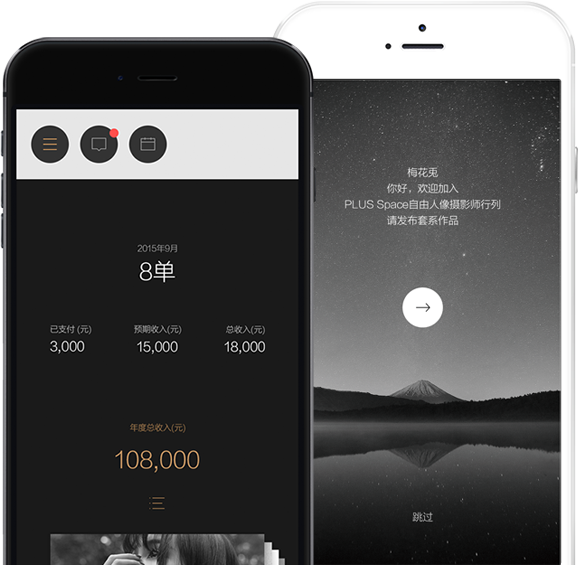 2015年9月
8单
已支付 (元)
预期收入(元)
总收入(元)
3,000
15,000
18,000
年度总收入(元)
108,000
梅花兎
你好，欢迎加入
PLUS Space自由人像摄影师行列
请发布套系作品
跳过